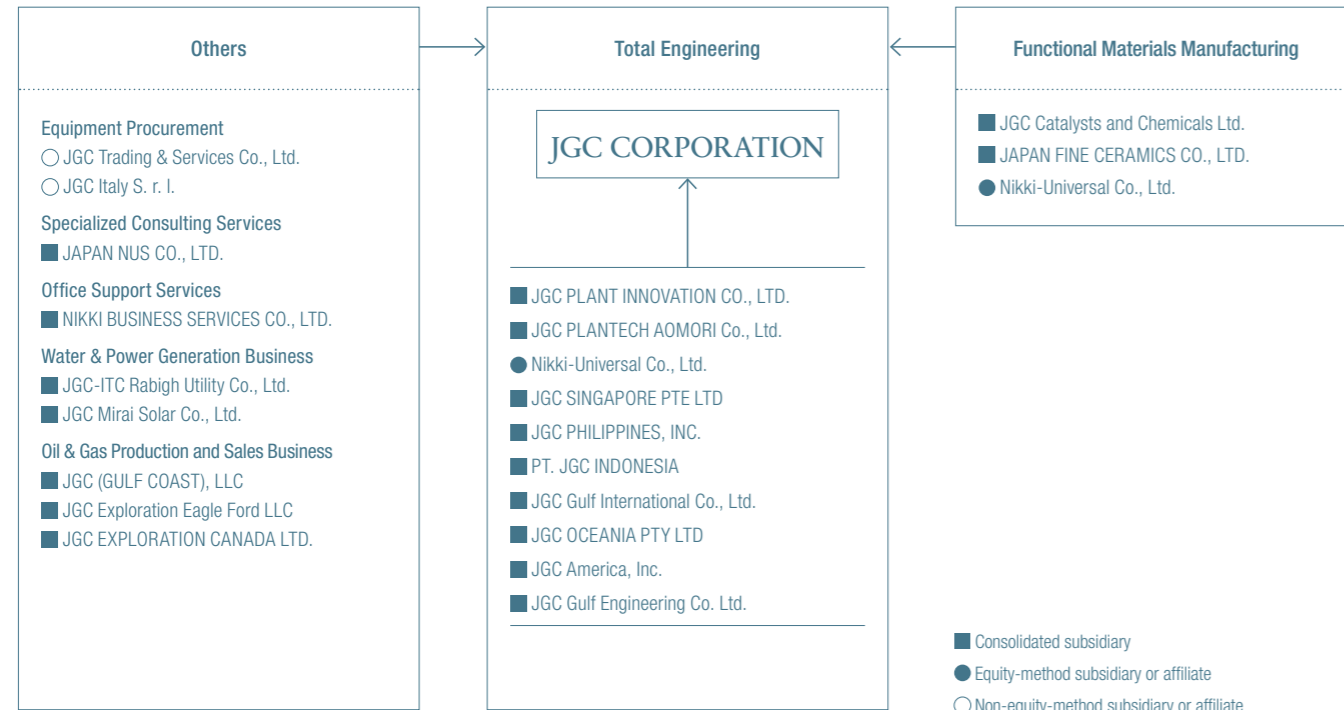 Others
Equipment Procurement
JGC Trading & Services Co., Ltd.
JGC Italy S. r. l.
Specialized Consulting Services
JAPAN NUS CO., LTD.
Office Support Services
NIKKI BUSINESS SERVICES CO., LTD.
Water & Power Generation Business
JGC-ITC Rabigh Utility Co., Ltd.
JGC Mirai Solar Co., Ltd.
Oil & Gas Production and Sales Business
JGC (GULF COAST), LLC
JGC Exploration Eagle Ford LLC
JGC EXPLORATION CANADA LTD.
Total Engineering
JGC CORPORATION
JGC PLANT INNOVATION CO., LTD.
JGC PLANTECH AOMORI Co., Ltd.
Nikki-Universal Co., Ltd.
JGC SINGAPORE PTE LTD
JGC PHILIPPINES, INC.
PT. JGC INDONESIA
JGC Gulf International Co., Ltd.
JGC OCEANIA PTY LTD
JGC America, Inc.
JGC Gulf Engineering Co. Ltd.
Functional Materials Manufacturing
JGC Catalysts and Chemicals Ltd.
JAPAN FINE CERAMICS CO., LTD.
Nikki-Universal Co., Ltd.
Consolidated subsidiary
Equity-method subsidiary or affiliate
Non-equity-method subsidiary or affiliate